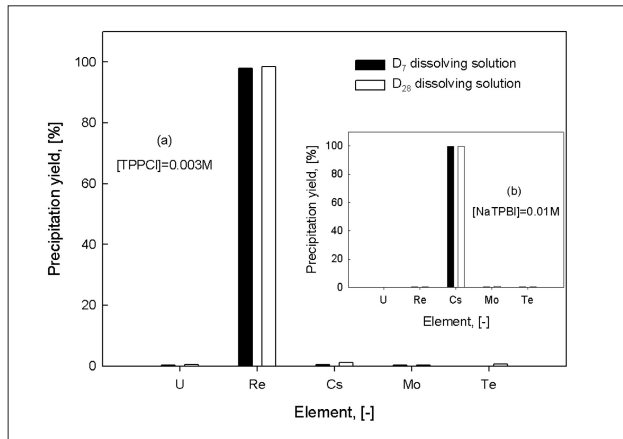 100
80
60
40
20
0
Precipitation yield, [%]
D7 dissolving solution
D28 dissolving solution
(a)
[TPPCl]=0.003M
100
80
60
40
20
0
Precipitation yield, [%]
(b)
[NaTPBl]=0.01M
U Re Cs Mo Te
Element, [-]
U Re Cs Mo Te
Element, [-]